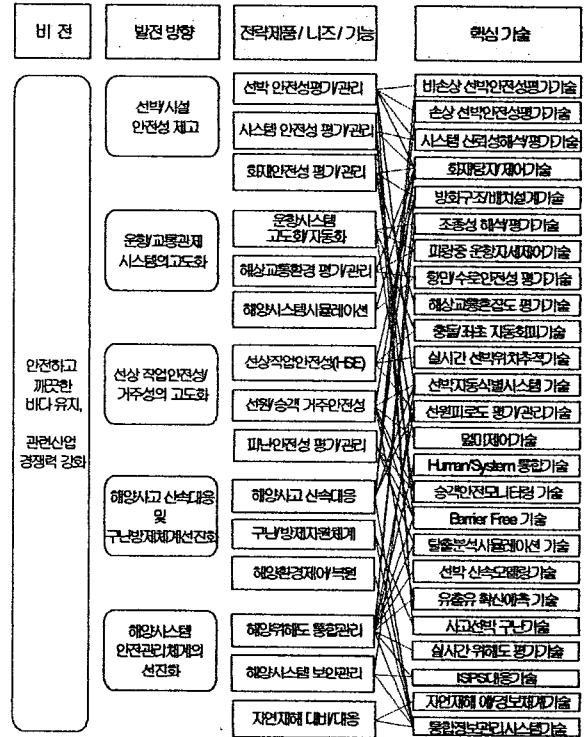 비 전
발전 방향
전략제품 / 니즈 / 기능
핵심 기술
안전하고
깨끗한
바다 유지,
관련산업
경쟁력 강화
선박/시설
안전성 제고
운항/교통관제
시스템의고도화
선상 작업안전성/
거주성의 고도화
해양사고 신속대응
및
구난방제체계선진화
해양시스템
안전관리체계의
선진화
선박 안전성평가/관리
시스템 안전성 평가/관리
화재안전성 평가/관리
운항시스템
고도화/자동화
해상교통환경 평가/관리
해양시스템시뮬레이션
선상작업안전성(HSE)
선원/승객 거주안전성
피난안전성 평가/관리
해양사고 신속대응
구난/방제지원체계
해양환경제어/복원
해양위해도 통합관리
해양시스템 보안관리
자연재해 대비/대응
비손상 선박안전성평가기술
손상 선박안전성평가기술
시스템 신뢰성해석/평가기술
화재탐지/제어기술
방화구조/배치설계기술
조종성 해석/평가기술
파랑중 운항자세제어기술
항만/수로안전성 평가기술
해상교통혼잡도 평가기술
충돌/좌초 자동회피기술
실시간 선박위치추적기술
선박자동식별시스템 기술
선원피로도 평가/관리기술
멀미제어기술
Human/System 통합기술
승객안전모니터링 기술
Barrier Free 기술
탈출분석시뮬레이션 기술
선박 신속모델링기술
유출유 확산예측 기술
사고선박 구난기술
실시간 위해도 평가기술
ISPS대응기술
자연재해 예/경보체계기술
통합정보관리시스템기술